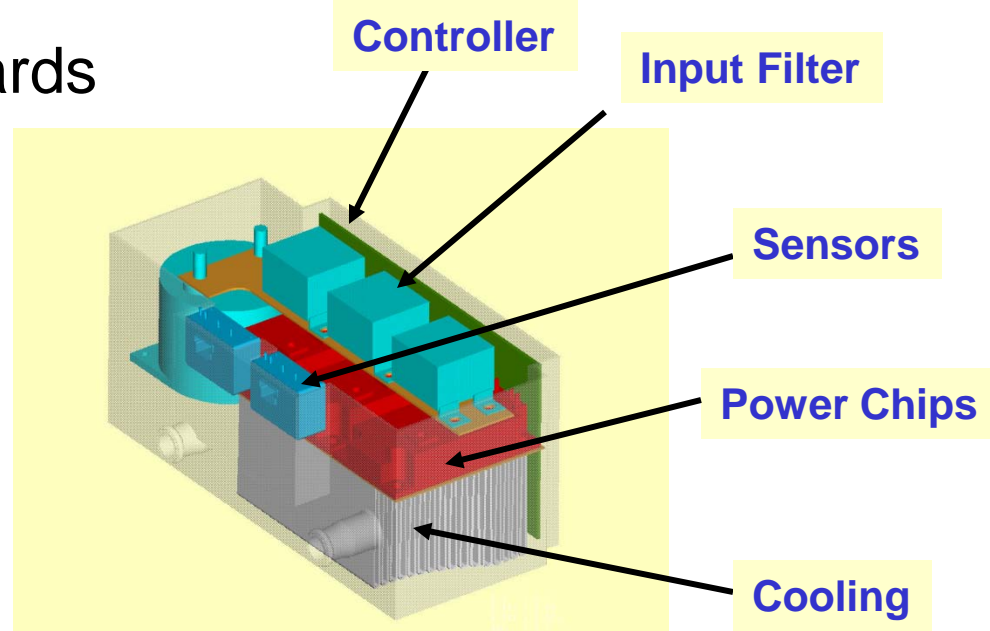 Controller
ards
Input Filter
Sensors
Power Chips
Cooling